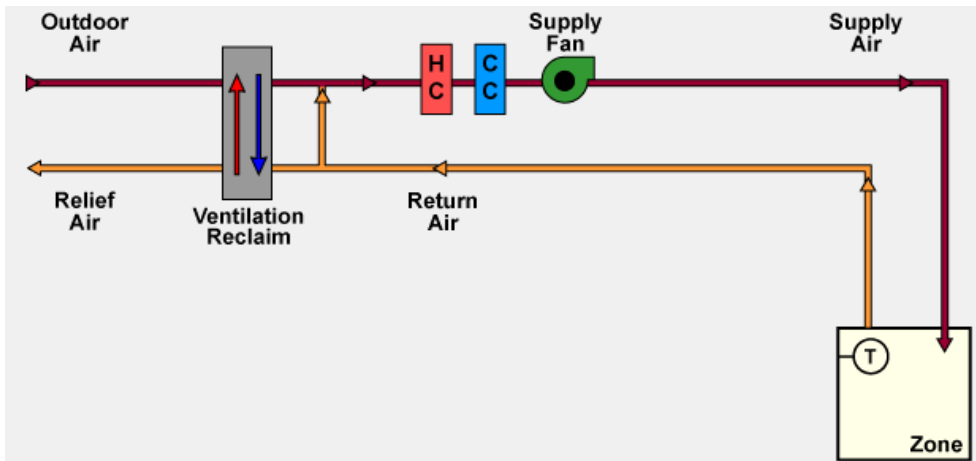 Outdoor
Air
Supply
Fan
Supply
Air
H
C
C
C
Relief
Air
Ventilation
Reclaim
Return
Air
T
Zone